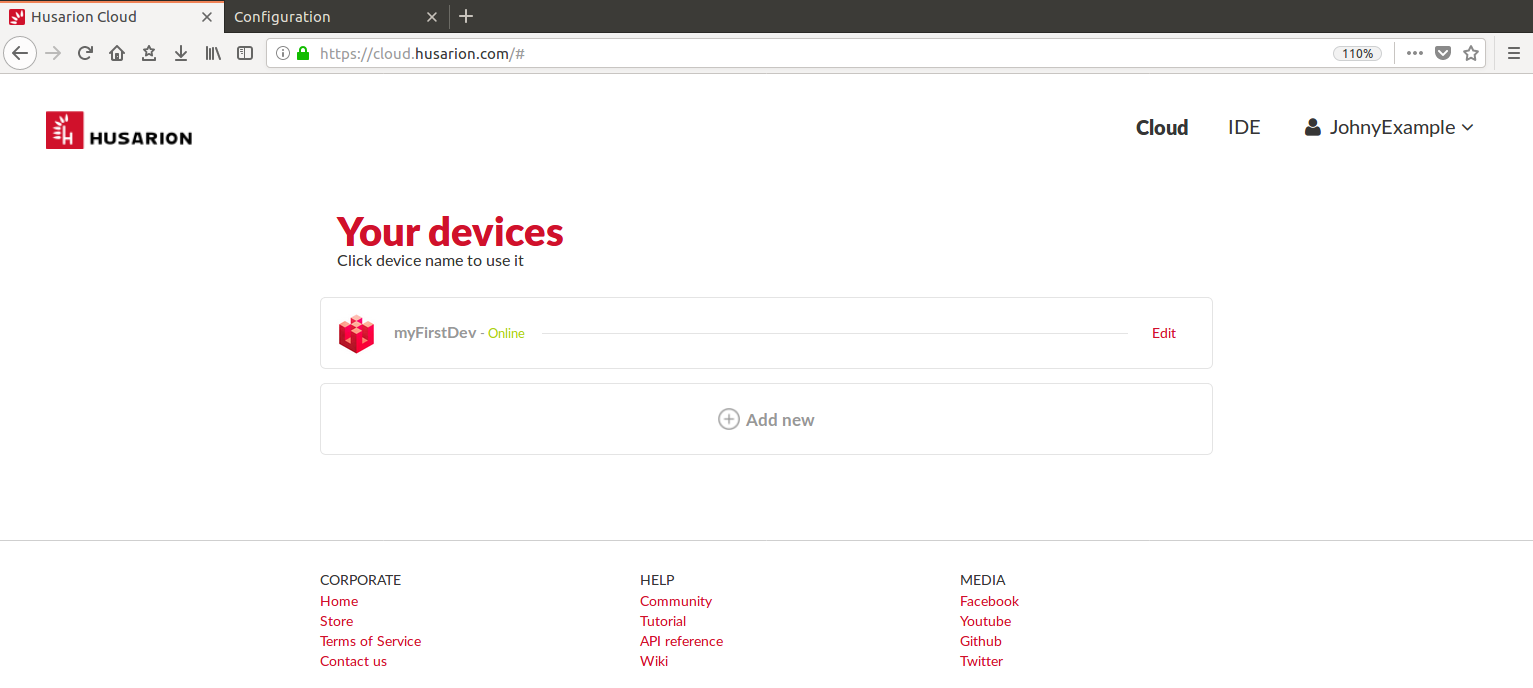 Husarion Cloud Configuration
https://cloud.husarion.com/# 110%
HUSARION Cloud IDE JohnyExample
Your devices
Click device name to use it
myFirstDev - Online Edit
Add new
CORPORATE HELP MEDIA
Home Community Facebook
Store Tutorial Youtube
Terms of Service API reference Github
Contact us Wiki Twitter